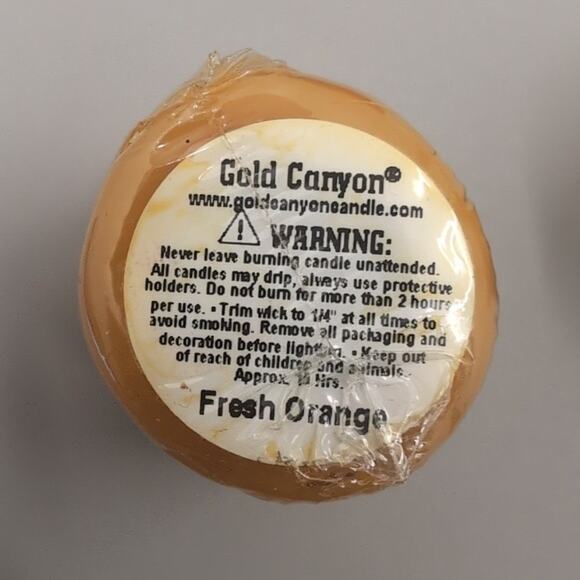 Gold Canyon®
www.goldcanyoncandle.com
WARNING:
Never leave burning candle unattended.
All candles may drip, always use protective
holders. Do not burn for more than 2 hours
per use. • Trim wick to 1/4" at all times to
avoid smoking. Remove all packaging and
decoration before lighting. • Keep out
of reach of children and animals.
Approx. Hrs.
Fresh Orange